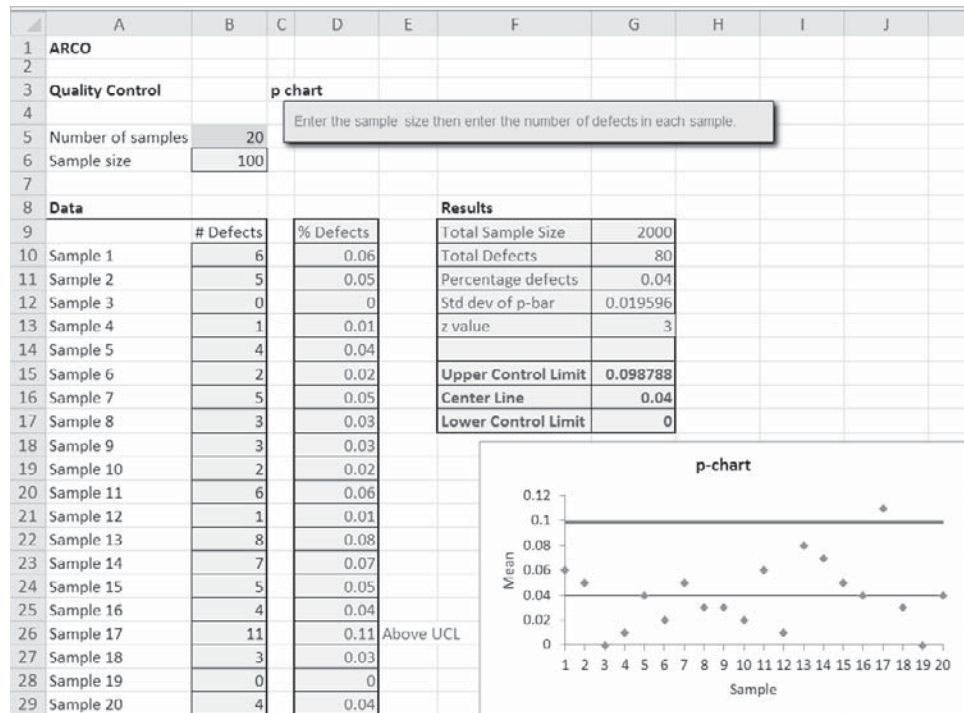 A B C D E F G H I J
1 ARCO
2
3 Quality Control p chart
4 Enter the sample size then enter the number of defects in each sample.
5 Number of samples 20
6 Sample size 100
7
8 Data Results
9 # Defects % Defects Total Sample Size 2000
10 Sample 1 6 0.06 Total Defects 80
11 Sample 2 5 0.05 Percentage defects 0.04
12 Sample 3 0 0 Std dev of p-bar 0.019596
13 Sample 4 1 0.01 z value 3
14 Sample 5 4 0.04
15 Sample 6 2 0.02 Upper Control Limit 0.098788
16 Sample 7 5 0.05 Center Line 0.04
17 Sample 8 3 0.03 Lower Control Limit 0
18 Sample 9 3 0.03
19 Sample 10 2 0.02
20 Sample 11 6 0.06
21 Sample 12 1 0.01
22 Sample 13 8 0.08
23 Sample 14 7 0.07
24 Sample 15 5 0.05
25 Sample 16 4 0.04
26 Sample 17 11 0.11 Above UCL
27 Sample 18 3 0.03
28 Sample 19 0 0
29 Sample 20 4 0.04
p-chart
Mean
0.12
0.1
0.08
0.06
0.04
0.02
0
1 2 3 4 5 6 7 8 9 10 11 12 13 14 15 16 17 18 19 20
Sample